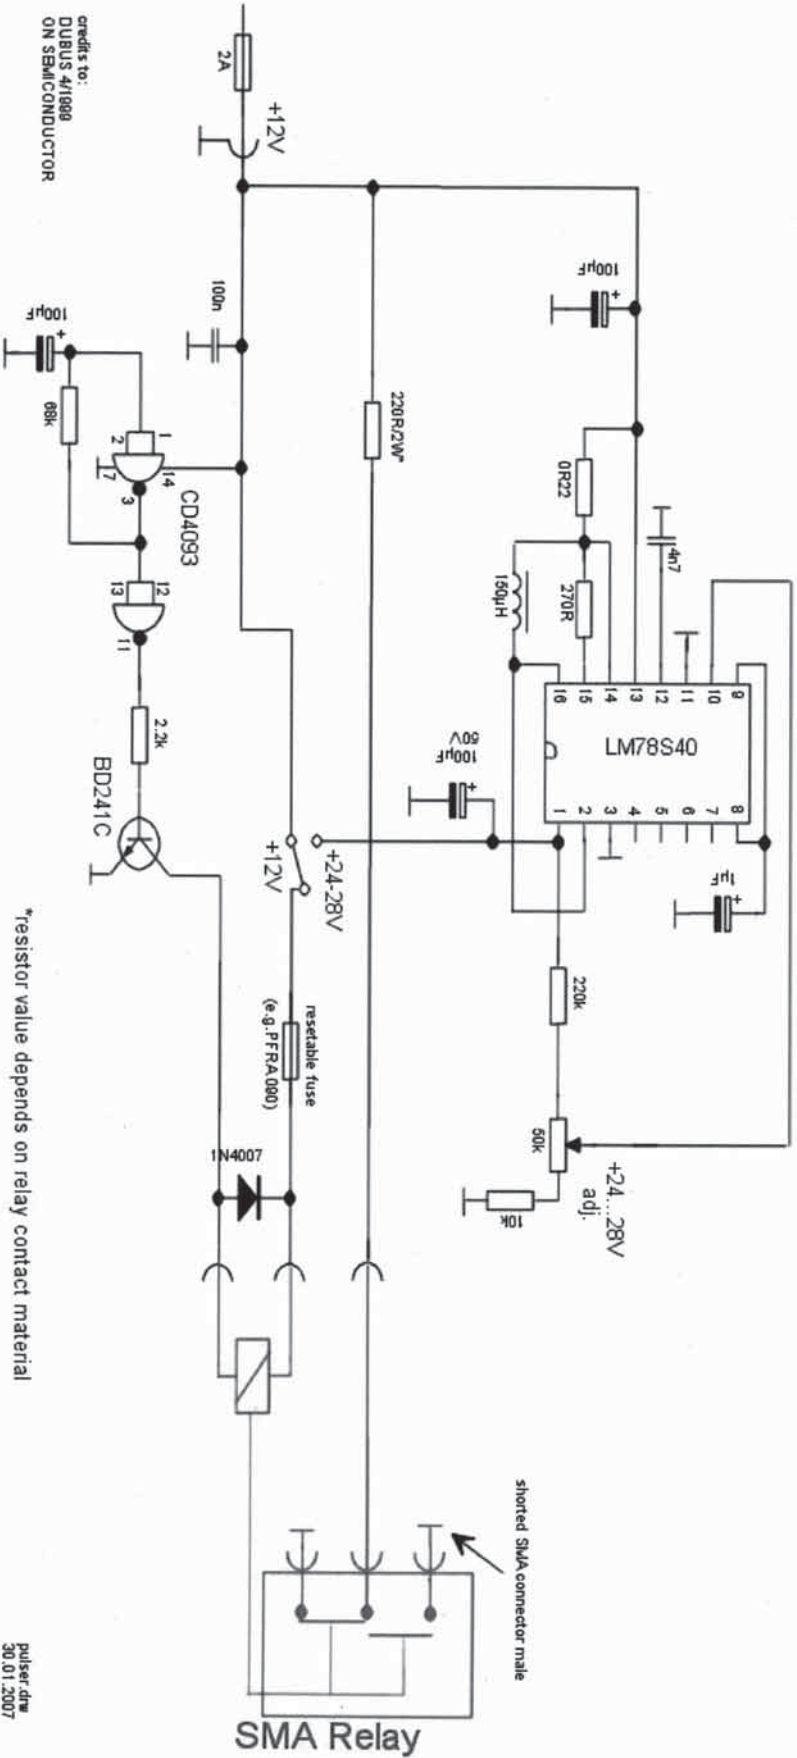 credits to:
DUBUS 4/1999
ON SEMICONDUCTOR
2A
+12V
100µF
+
100n
100µF
+
68k
1
2
14
7
3
CD4093
12
13
11
2.2k
BD241C
220R/2W"
0R22
4n7
150µH
270R
16
15
14
13
12
11
10
9
LM78S40
1
2
3
4
5
6
7
8
100µF
50V
+
1µF
+
+12V
+24-28V
220k
50k
10k
+24...28V
adj.
resetable fuse
(e.g.PFRA 090)
1N4007
*resistor value depends on relay contact material
shorted SMA connector male
SMA Relay
pulser.drw
30.01.2007